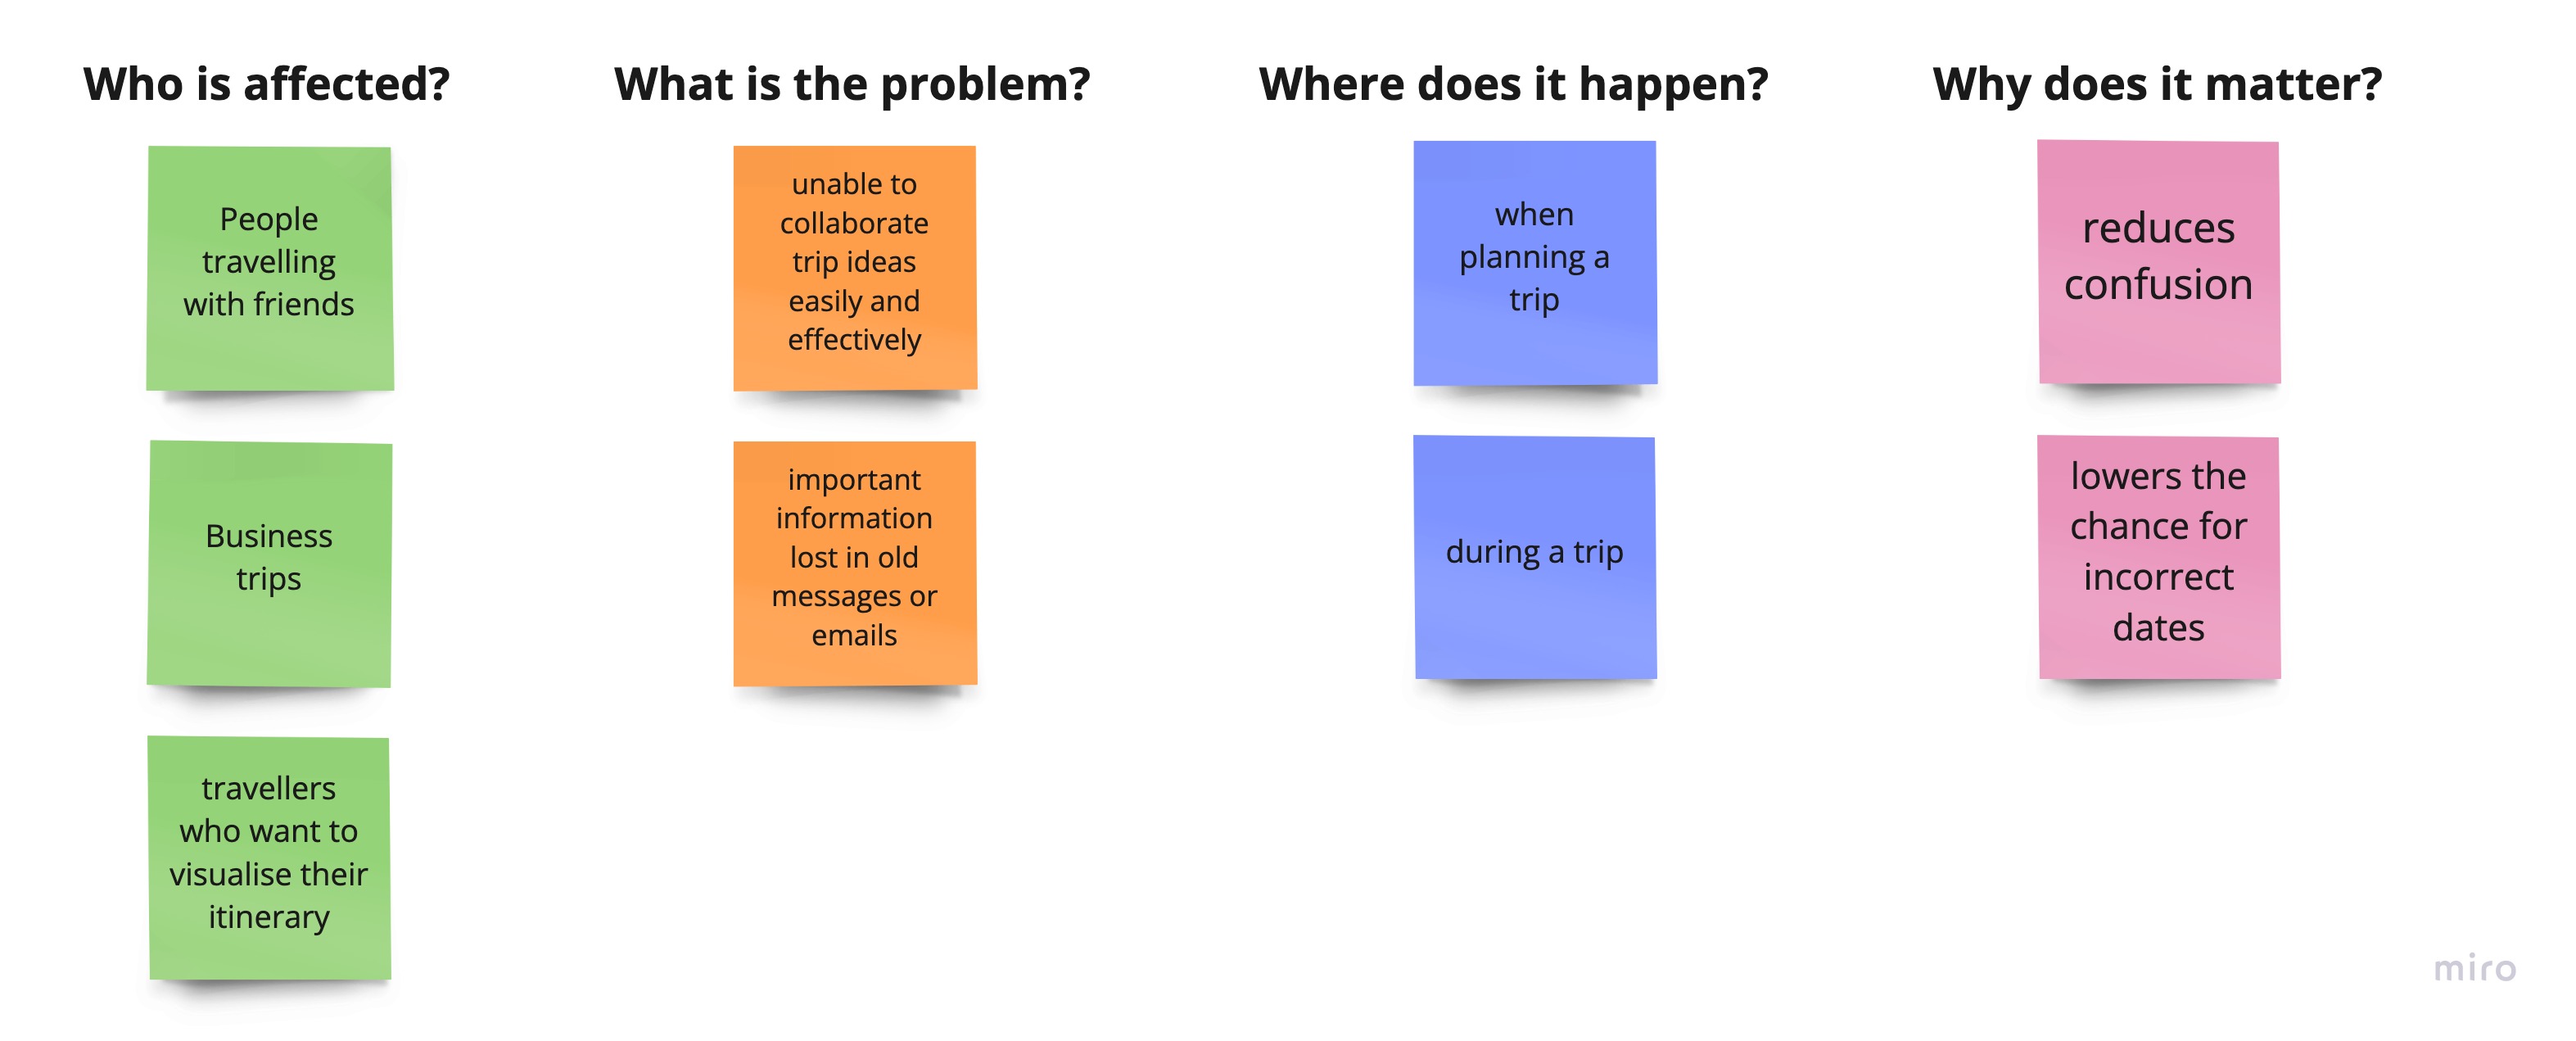 Who is affected?
People
travelling
with friends
Business
trips
travellers
who want to
visualise their
itinerary
What is the problem?
unable to
collaborate
trip ideas
easily and
effectively
important
information
lost in old
messages or
emails
Where does it happen?
when
planning a
trip
during a trip
Why does it matter?
reduces
confusion
lowers the
chance for
incorrect
dates
miro